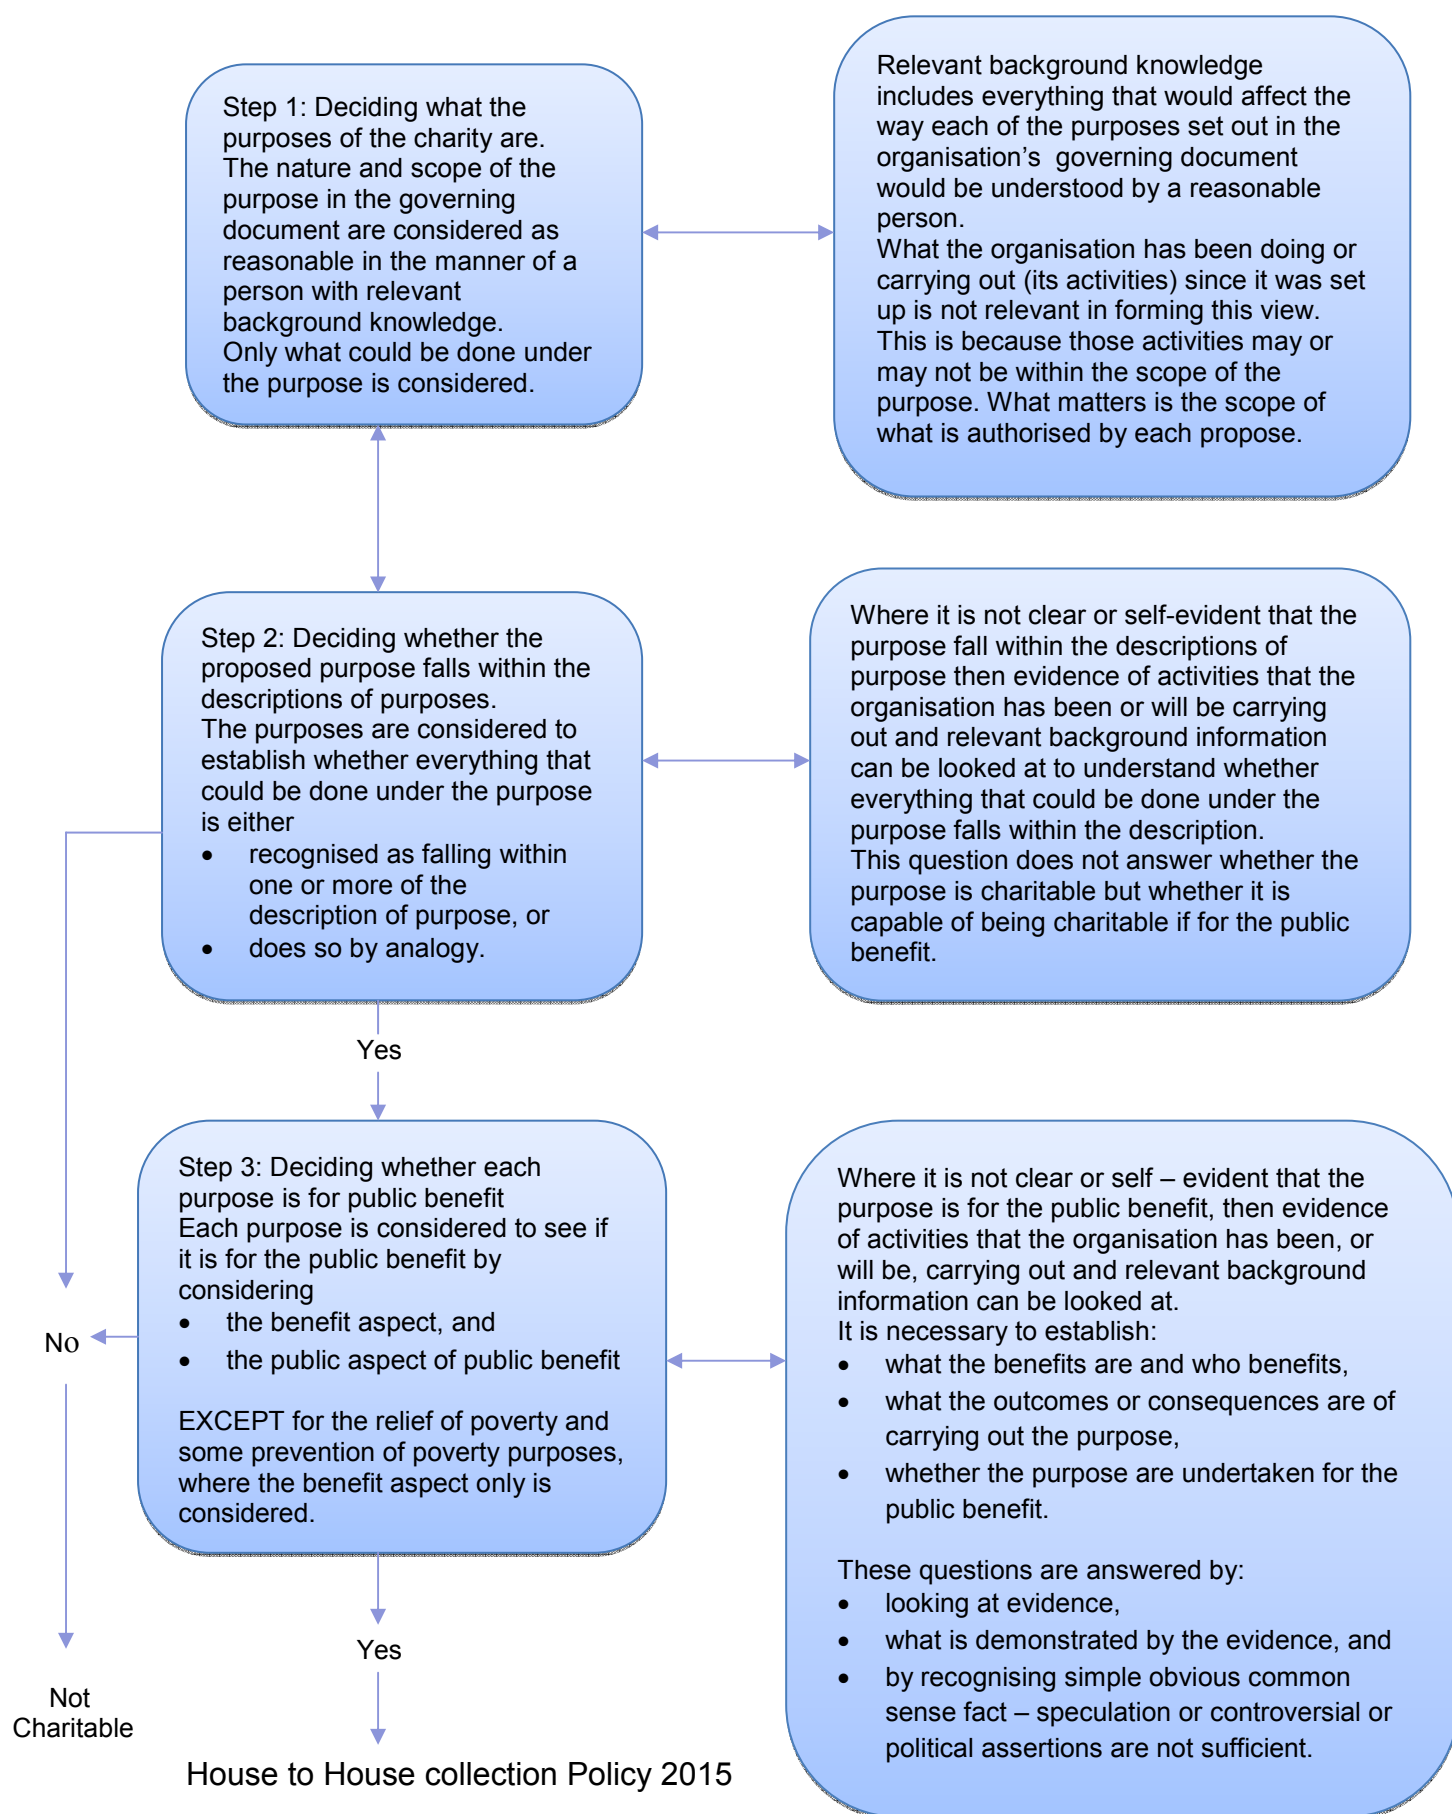 Step 1: Deciding what the
purposes of the charity are.
The nature and scope of the
purpose in the governing
document are considered as
reasonable in the manner of a
person with relevant
background knowledge.
Only what could be done under
the purpose is considered.
Relevant background knowledge
includes everything that would affect the
way each of the purposes set out in the
organisation’s  governing document
would be understood by a reasonable
person.
What the organisation has been doing or
carrying out (its activities) since it was set
up is not relevant in forming this view.
This is because those activities may or
may not be within the scope of the
purpose. What matters is the scope of
what is authorised by each propose.
Step 2: Deciding whether the
proposed purpose falls within the
descriptions of purposes.
The purposes are considered to
establish whether everything that
could be done under the purpose
is either
• recognised as falling within
one or more of the
description of purpose, or
• does so by analogy.
Where it is not clear or self-evident that the
purpose fall within the descriptions of
purpose then evidence of activities that the
organisation has been or will be carrying
out and relevant background information
can be looked at to understand whether
everything that could be done under the
purpose falls within the description.
This question does not answer whether the
purpose is charitable but whether it is
capable of being charitable if for the public
benefit.
Yes
Step 3: Deciding whether each
purpose is for public benefit
Each purpose is considered to see if
it is for the public benefit by
considering
• the benefit aspect, and
• the public aspect of public benefit
EXCEPT for the relief of poverty and
some prevention of poverty purposes,
where the benefit aspect only is
considered.
Where it is not clear or self – evident that the
purpose is for the public benefit, then evidence
of activities that the organisation has been, or
will be, carrying out and relevant background
information can be looked at.
It is necessary to establish:
• what the benefits are and who benefits,
• what the outcomes or consequences are of
carrying out the purpose,
• whether the purpose are undertaken for the
public benefit.
These questions are answered by:
• looking at evidence,
• what is demonstrated by the evidence, and
• by recognising simple obvious common
sense fact – speculation or controversial or
political assertions are not sufficient.
No
Yes
Not
Charitable
House to House collection Policy 2015